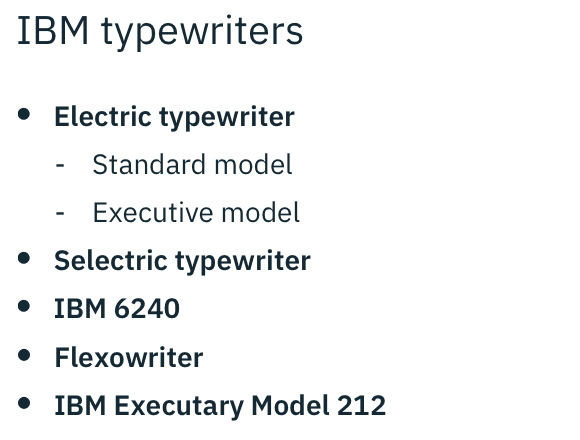 IBM typewriters
• Electric typewriter
- Standard model
- Executive model
• Selectric typewriter
• IBM 6240
• Flexowriter
• IBM Executary Model 212